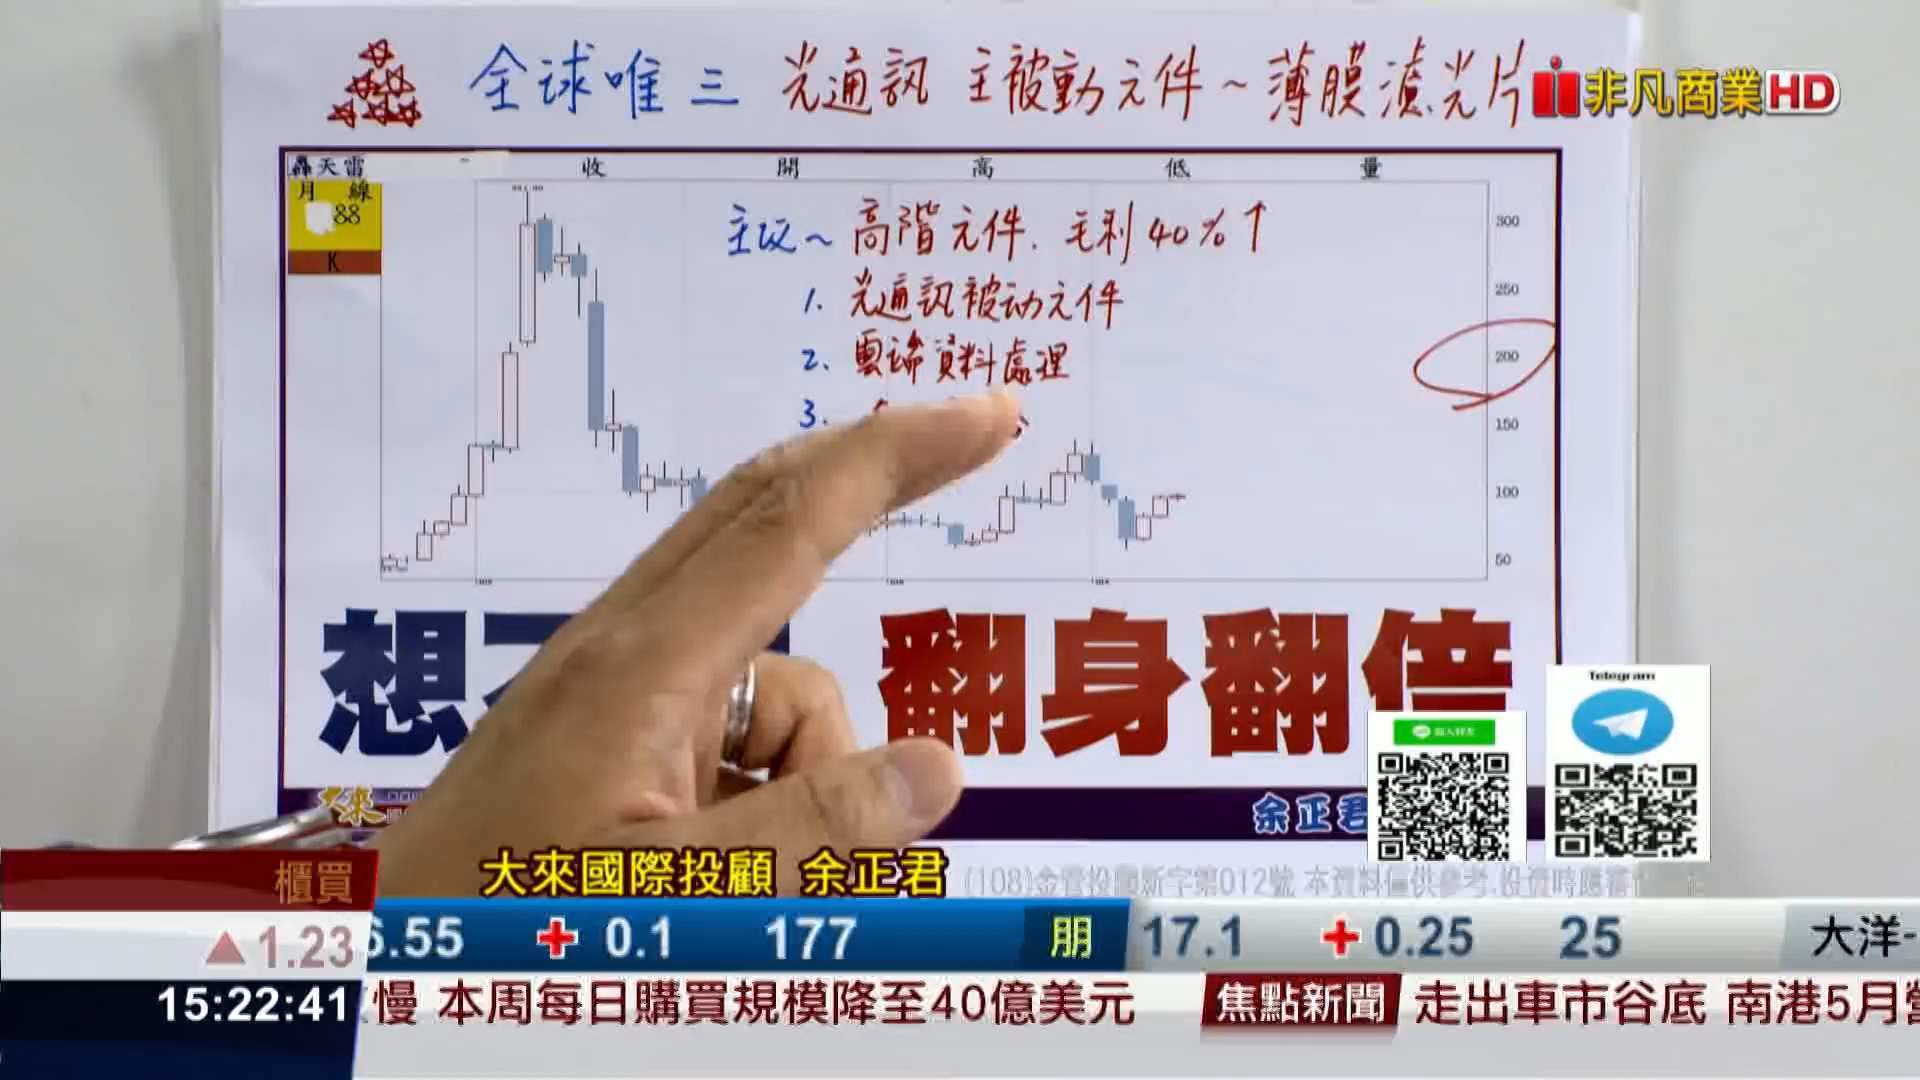 全球唯三 光通訊 主被動元件～薄膜濾光片
非凡商業HD
轟天雷 收 開 高 低 量
月 線
88
K
主攻～高階元件. 毛利40%↑
1. 光通訊被动元件
2. 雲端資料處理
3.
300
250
200
150
100
50
想
翻身翻倍
Telegram
大來
余正君
櫃買
大來國際投顧 余正君
(108)金管投顧新字第012號 本資料僅供參考,投資時應審
▲1.23
6.55 + 0.1 177 朋 17.1 + 0.25 25 大洋-
15:22:41
慢 本周每日購買規模降至40億美元 焦點新聞 走出車市谷底 南港5月